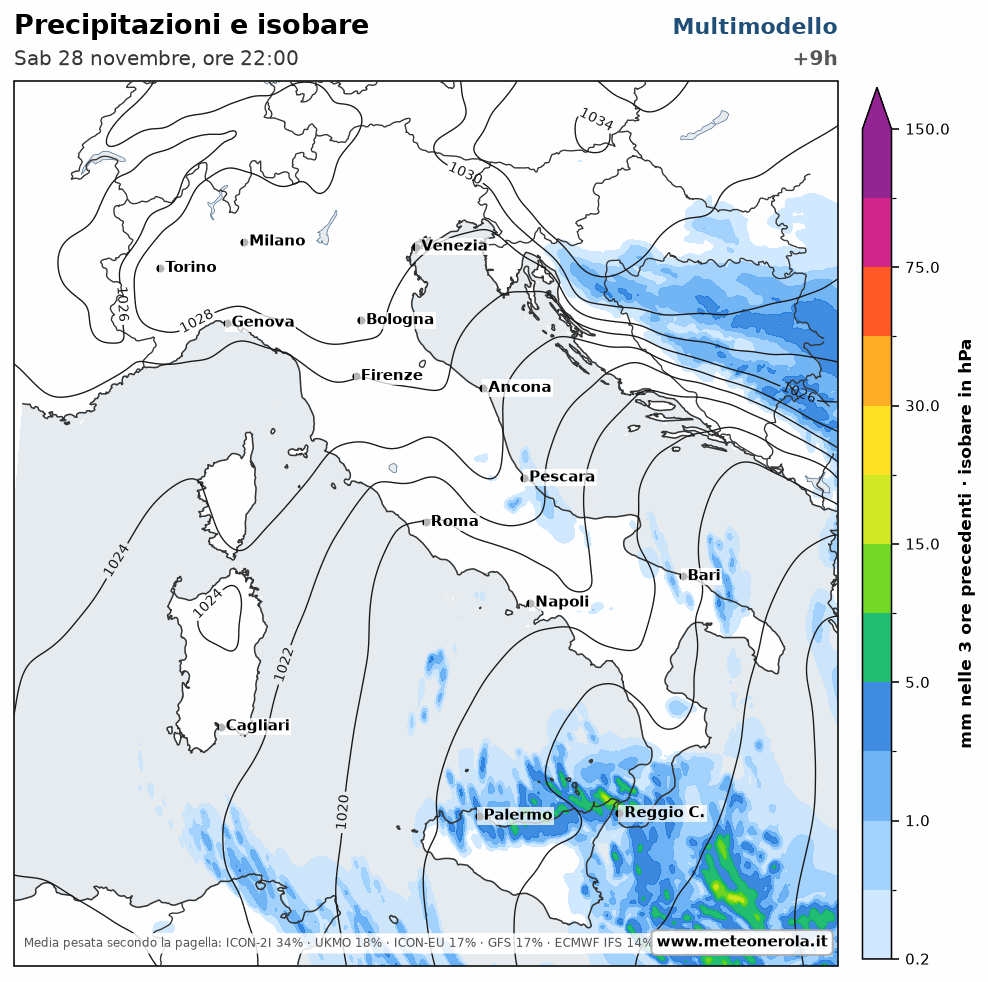 Precipitazioni e isobare
Multimodello
Sab 28 novembre, ore 22:00
+9h
1034
150.0
1030
Milano
Venezia
Torino
75.0
1026
1028
Genova
Bologna
Firenze
Ancona
1026
30.0
Pescara
Roma
15.0
1024
Bari
1024
Napoli
1022
5.0
Cagliari
1020
Palermo
Reggio C.
1.0
mm nelle 3 ore precedenti · isobare in hPa
Media pesata secondo la pagella: ICON-2I 34% · UKMO 18% · ICON-EU 17% · GFS 17% · ECMWF IFS 14%
www.meteonerola.it
0.2